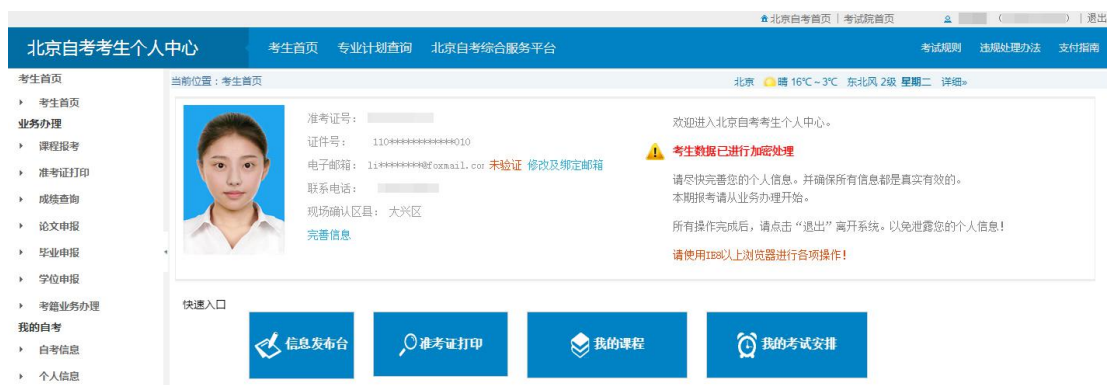 北京自考首页 | 考试院首页 ( ) | 退出
北京自考考生个人中心 考生首页 专业计划查询 北京自考综合服务平台 考试规则 违规处理办法 支付指南
考生首页
考生首页
业务办理
课程报考
准考证打印
成绩查询
论文申报
毕业申报
学位申报
考籍业务办理
我的自考
自考信息
个人信息
当前位置：考生首页
北京 晴 16℃～3℃ 东北风 2级 星期二 详细»
准考证号：
证件号： 110************010
电子邮箱： li********@foxmail.com 未验证 修改及绑定邮箱
联系电话：
现场确认区县： 大兴区
完善信息
欢迎进入北京自考考生个人中心。
考生数据已进行加密处理
请尽快完善您的个人信息。并确保所有信息都是真实有效的。
本期报考请从业务办理开始。
所有操作完成后，请点击“退出”离开系统。以免泄露您的个人信息！
请使用IE8以上浏览器进行各项操作！
快速入口
信息发布台 准考证打印 我的课程 我的考试安排